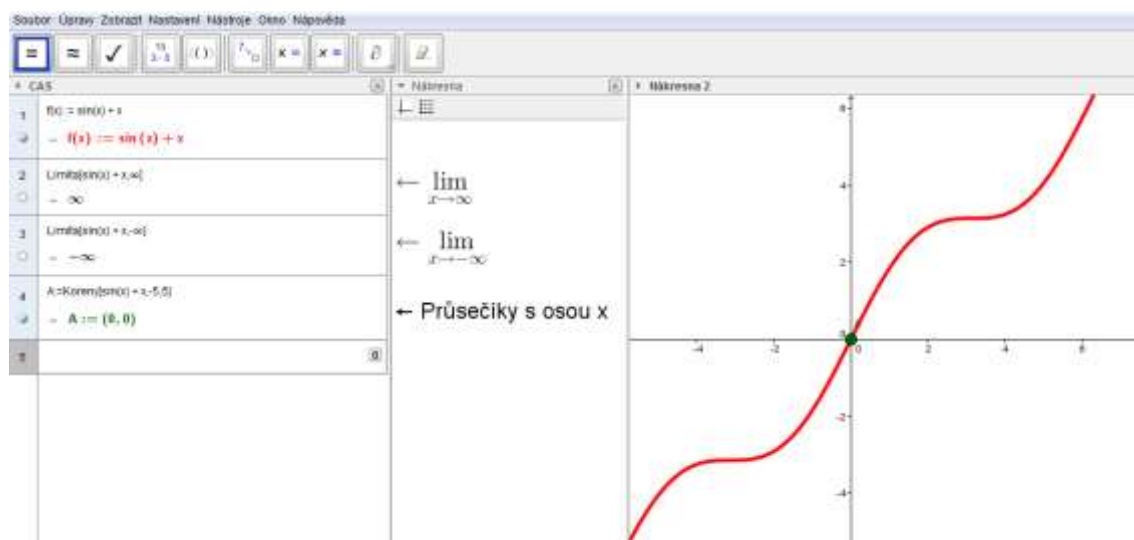 Soubor Úpravy Zobrazit Nastavení Nástroje Okno Nápověda
= ≈ ✓ ( ) x = x =
CAS
1 f(x) := sin(x) + x
f(x) := sin (x) + x
2 Limita[sin(x) + x,∞]
∞
3 Limita[sin(x) + x,-∞]
-∞
4 A:=Koreny[sin(x) + x,-5,5]
A := (0, 0)
5
Nákresna
← lim
x→∞
← lim
x→-∞
← Průsečíky s osou x
Nákresna 2
6
4
2
0
-4 -2 0 2 4 6
-2
-4